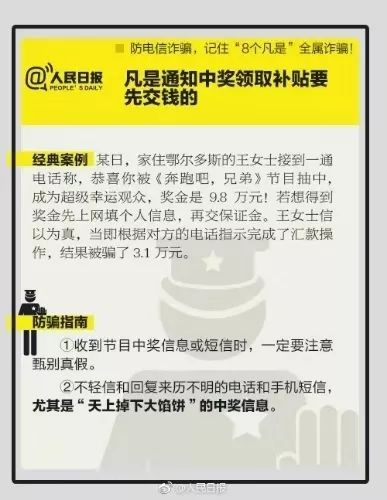 防电信诈骗，记住“8个凡是”全属诈骗！
@人民日报
PEOPLE'S DAILY
凡是通知中奖领取补贴要
先交钱的
经典案例 某日，家住鄂尔多斯的王女士接到一通
电话称，恭喜你被《奔跑吧，兄弟》节目抽中，
成为超级幸运观众，奖金是 9.8 万元！若想得到
奖金先上网填个人信息，再交保证金。王女士信
以为真，当即根据对方的电话指示完成了汇款操
作，结果被骗了 3.1 万元。
防骗指南
①收到节目中奖信息或短信时，一定要注意
甄别真假。
②不轻信和回复来历不明的电话和手机短信，
尤其是“天上掉下大馅饼”的中奖信息。
@人民日报